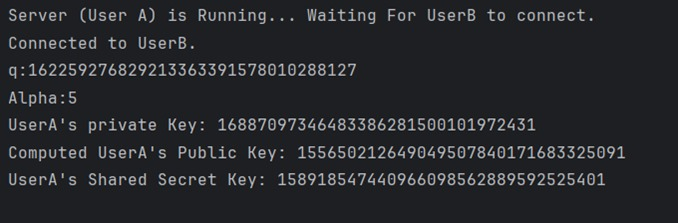 Server (User A) is Running... Waiting For UserB to connect.
Connected to UserB.
q:162259276829213363391578010288127
Alpha:5
UserA's private Key: 16887097346483386281500101972431
Computed UserA's Public Key: 155650212649049507840171683325091
UserA's Shared Secret Key: 158918547440966098562889592525401